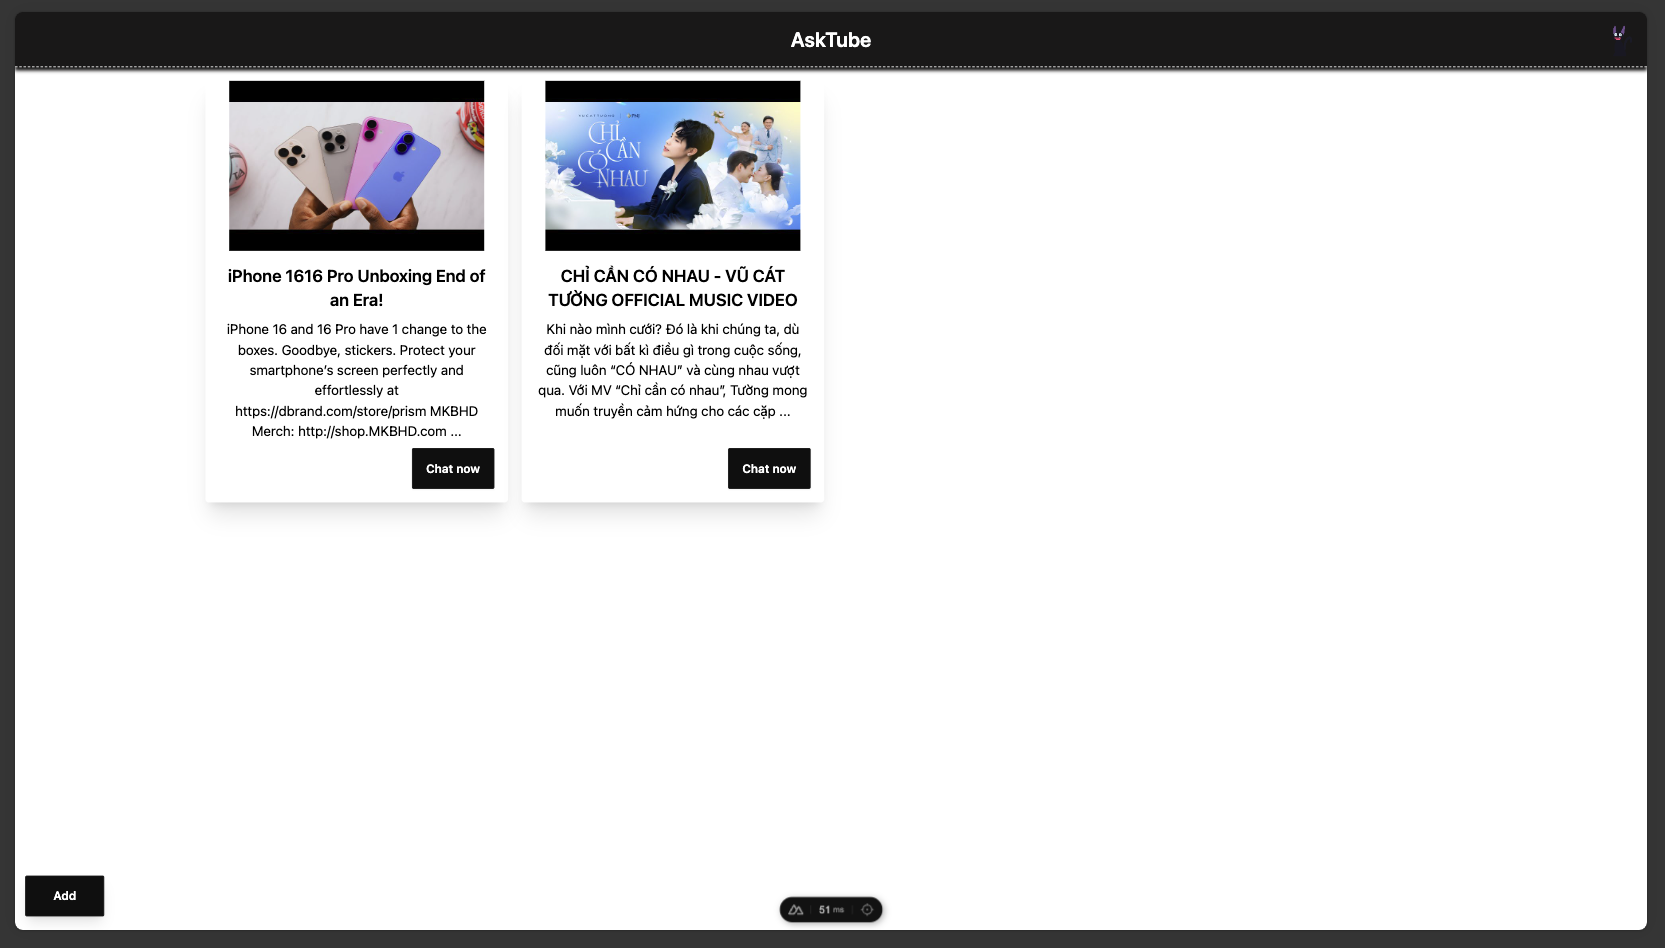 AskTube
CHỈ
CẦN
CÓ
NHAU
iPhone 1616 Pro Unboxing End of
an Era!
iPhone 16 and 16 Pro have 1 change to the
boxes. Goodbye, stickers. Protect your
smartphone’s screen perfectly and
effortlessly at
https://dbrand.com/store/prism MKBHD
Merch: http://shop.MKBHD.com ...
Chat now
CHỈ CẦN CÓ NHAU - VŨ CÁT
TƯỜNG OFFICIAL MUSIC VIDEO
Khi nào mình cưới? Đó là khi chúng ta, dù
đối mặt với bất kì điều gì trong cuộc sống,
cũng luôn “CÓ NHAU” và cùng nhau vượt
qua. Với MV “Chỉ cần có nhau”, Tường mong
muốn truyền cảm hứng cho các cặp ...
Chat now
Add
51 ms